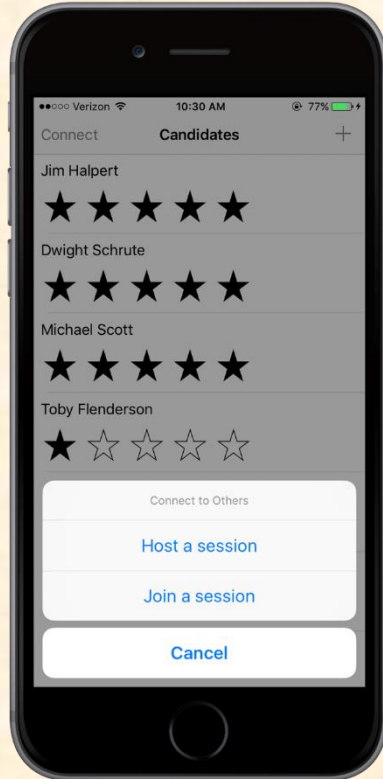 Verizon 10:30 AM 77%
Connect Candidates +
Jim Halpert
Dwight Schrute
Michael Scott
Toby Flenderson
Connect to Others
Host a session
Join a session
Cancel